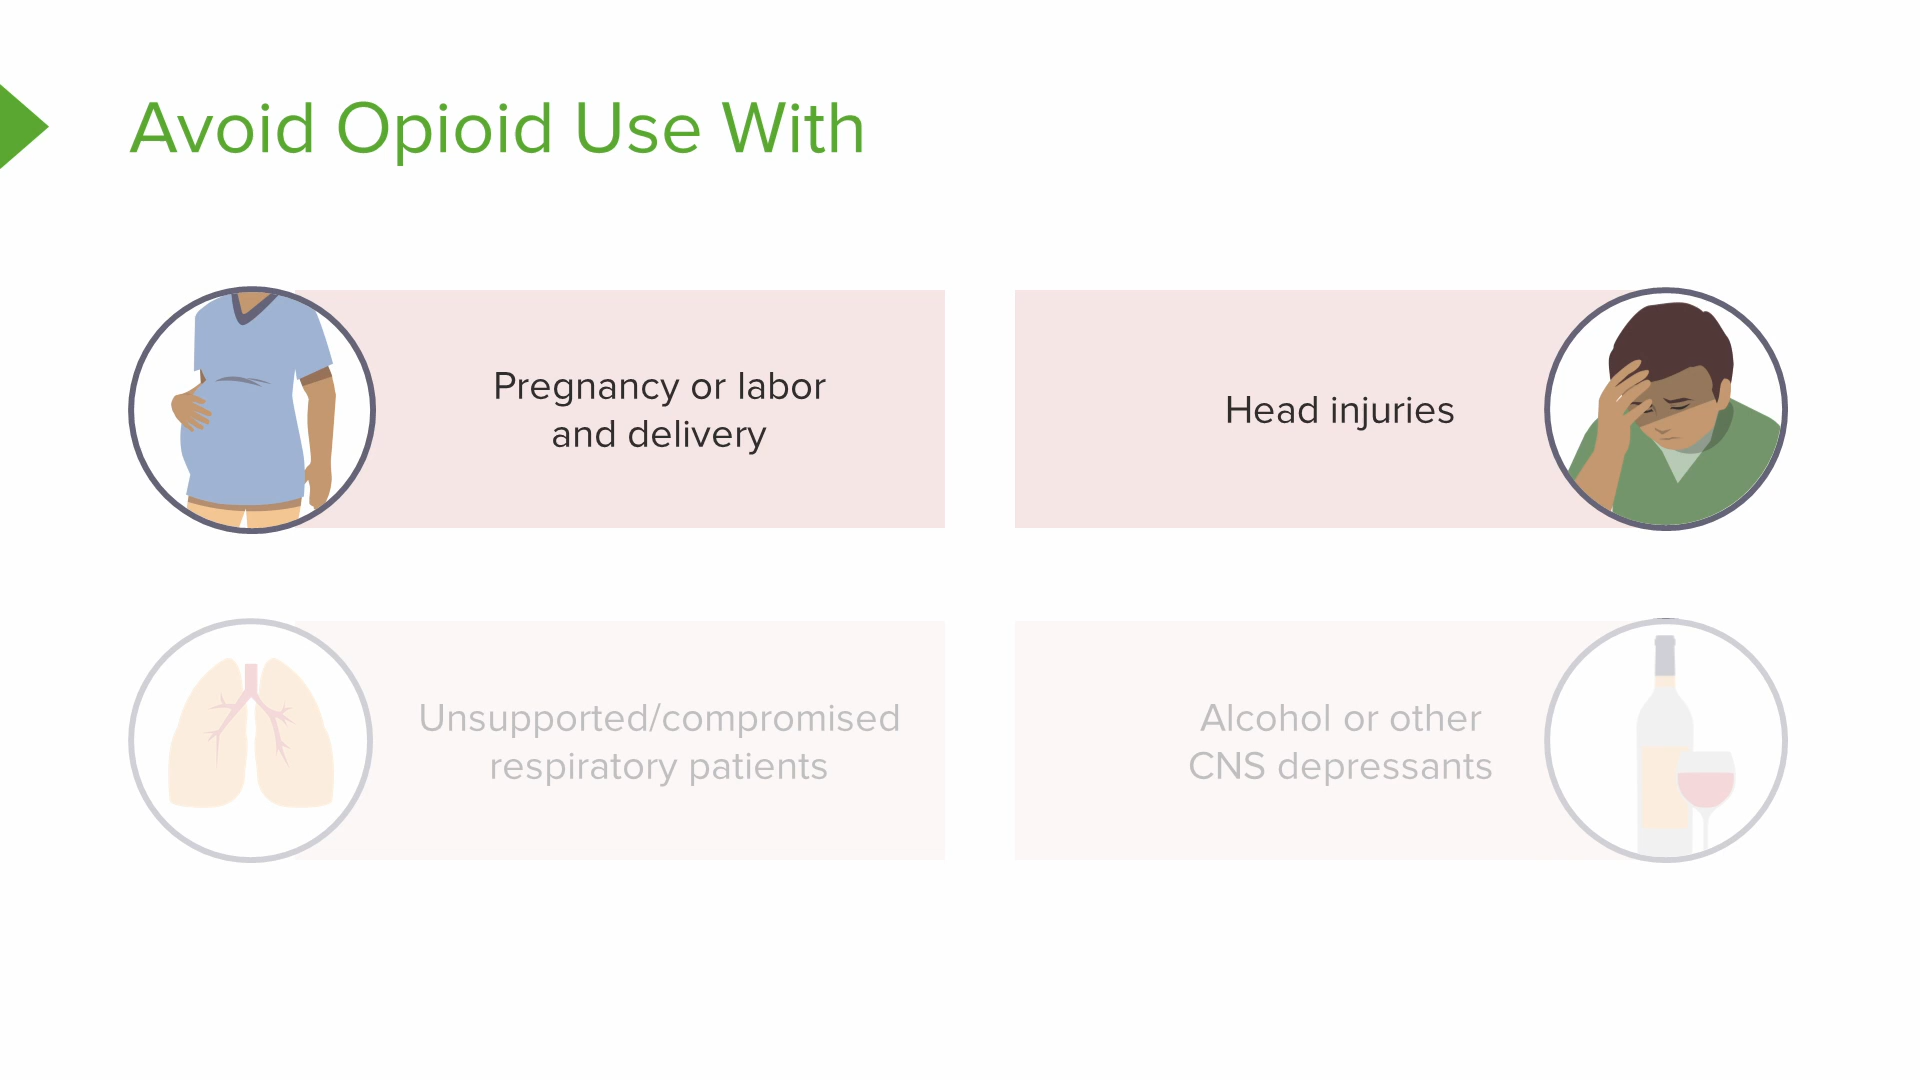 Avoid Opioid Use With
Pregnancy or labor
and delivery
Head injuries
Unsupported/compromised
respiratory patients
Alcohol or other
CNS depressants